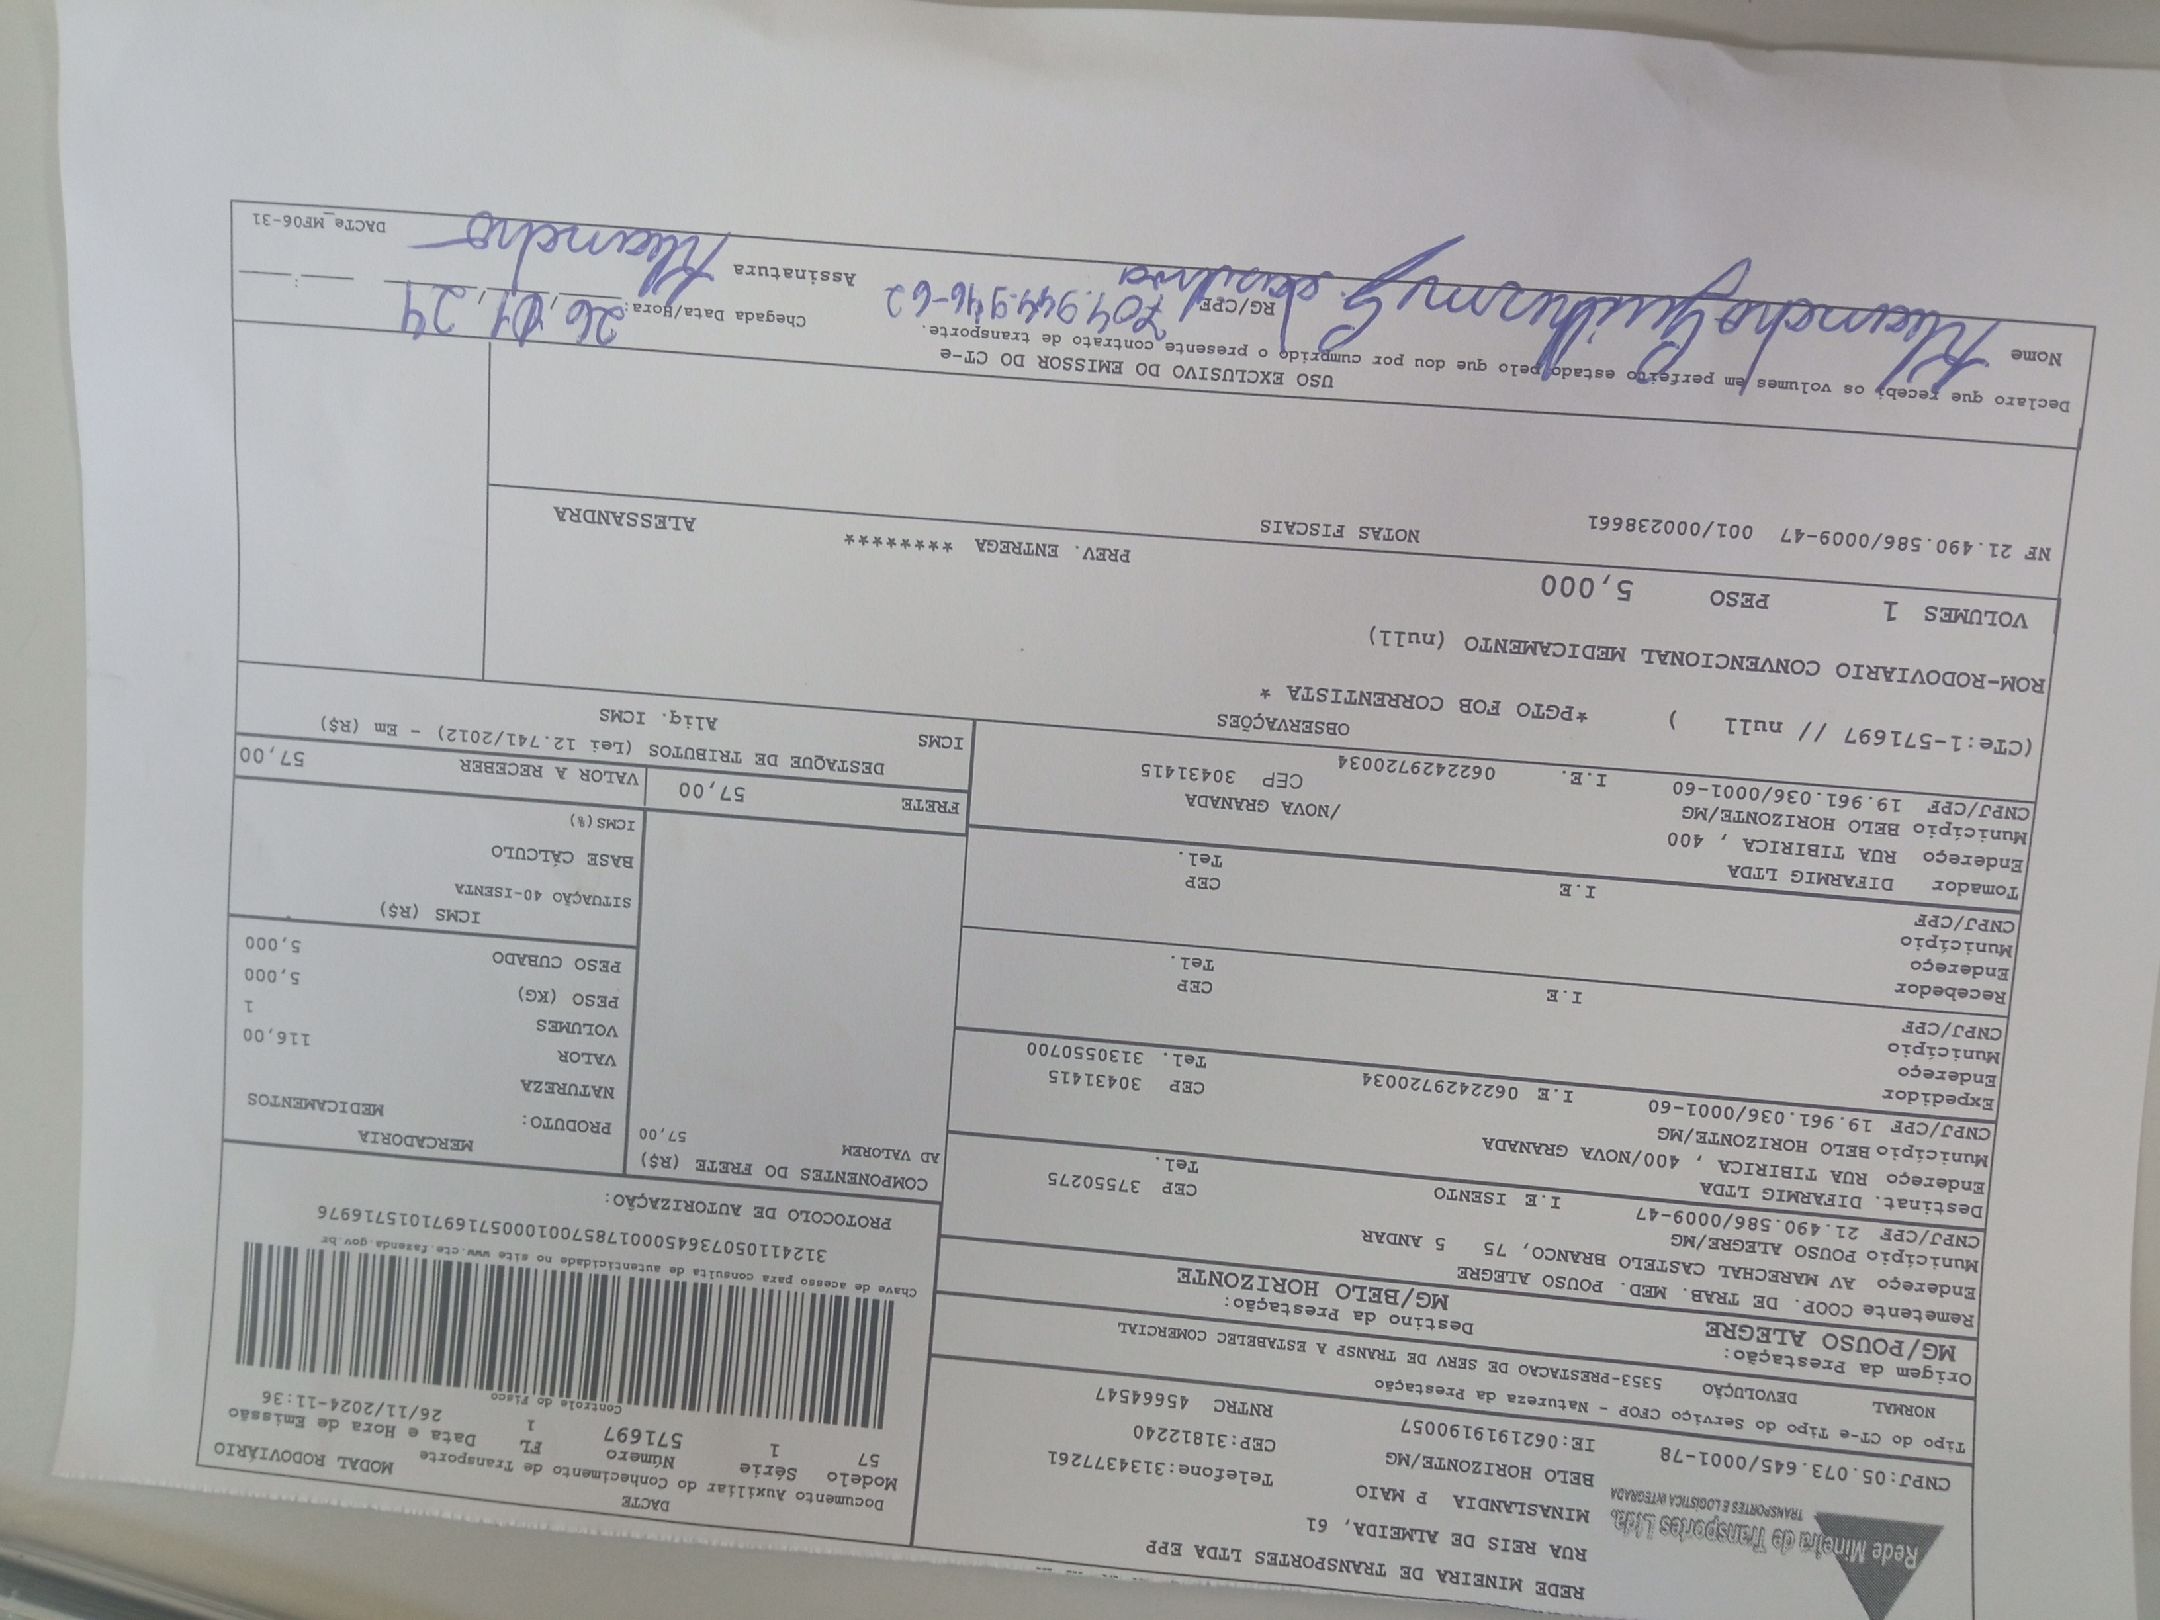 REDE MINEIRA DE TRANSPORTES LTDA EPP
Rede Mineira de Transportes Ltda.
TRANSPORTES E LOGÍSTICA INTEGRADA
RUA REIS DE ALMEIDA, 61
MINASLANDIA P MAIO Telefone:3134377261
BELO HORIZONTE/MG CEP:31812240
CNPJ:05.073.645/0001-78 IE:0621919190057 RNTRC 45664547
DACTE
Documento Auxiliar do Conhecimento de Transporte MODAL RODOVIÁRIO
Modelo Série Número FL Data e Hora de Emissão
57 1 571697 1 26/11/2024-11:36
Controle do Fisco
Chave de acesso para consulta de autenticidade no site www.cte.fazenda.gov.br
31241105073645000178570010005716971015716976
PROTOCOLO DE AUTORIZAÇÃO:
Tipo do CT-e Tipo do Serviço CFOP - Natureza da Prestação
NORMAL DEVOLUÇÃO 5353-PRESTACAO DE SERV DE TRANSP A ESTABELEC COMERCIAL
Origem da Prestação: Destino da Prestação:
MG/POUSO ALEGRE MG/BELO HORIZONTE
Remetente COOP. DE TRAB. MED. POUSO ALEGRE
Endereço AV MARECHAL CASTELO BRANCO, 75 5 ANDAR
Município POUSO ALEGRE/MG CEP 37550275
CNPJ/CPF 21.490.586/0009-47 I.E ISENTO Tel.
Destinat. DIFARMIG LTDA
Endereço RUA TIBIRICA , 400/NOVA GRANADA
Município BELO HORIZONTE/MG CEP 30431415
CNPJ/CPF 19.961.036/0001-60 I.E 0622429720034 Tel. 3130550700
Expedidor
Endereço
Município CEP
CNPJ/CPF I.E Tel.
Recebedor
Endereço
Município CEP
CNPJ/CPF I.E Tel.
Tomador DIFARMIG LTDA
Endereço RUA TIBIRICA , 400 /NOVA GRANADA
Município BELO HORIZONTE/MG CEP 30431415
CNPJ/CPF 19.961.036/0001-60 I.E. 0622429720034
COMPONENTES DO FRETE (R$)
AD VALOREM 57,00
MERCADORIA
PRODUTO: MEDICAMENTOS
NATUREZA
VALOR 116,00
VOLUMES 1
PESO (KG) 5,000
PESO CUBADO 5,000
ICMS (R$)
SITUAÇÃO 40-ISENTA
BASE CÁLCULO
ICMS(%)
FRETE 57,00 VALOR A RECEBER 57,00
DESTAQUE DE TRIBUTOS (Lei 12.741/2012) - Em (R$)
ICMS Aliq. ICMS
OBSERVAÇÕES
(CTe:1-571697 // null ) *PGTO FOB CORRENTISTA *
ROM-RODOVIARIO CONVENCIONAL MEDICAMENTO (null)
VOLUMES 1 PESO 5,000 PREV. ENTREGA ******** ALESSANDRA
NOTAS FISCAIS
NF 21.490.586/0009-47 001/000238661
USO EXCLUSIVO DO EMISSOR DO CT-e
Declaro que recebi os volumes em perfeito estado pelo que dou por cumprido o presente contrato de transporte.
Nome RG/CPF 704.944.946-62 Chegada Data/Hora:
Assinatura
DACTe_MF06-31